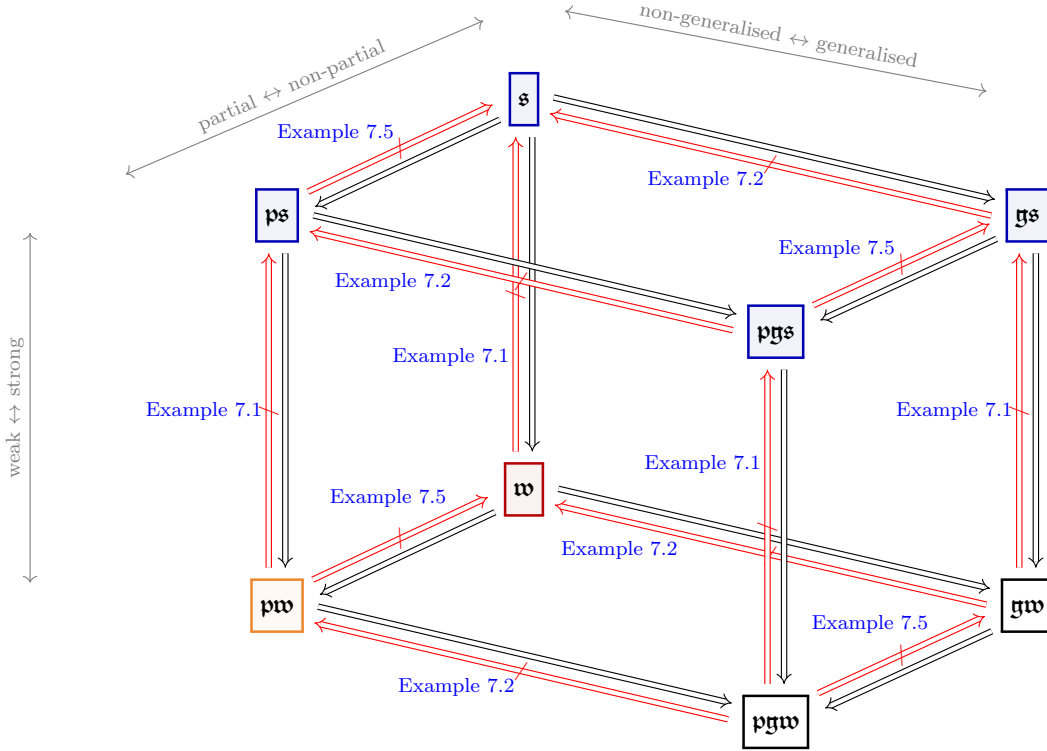 non-generalised ↔ generalised
partial ↔ non-partial
𝔰
Example 7.5
Example 7.2
𝔭𝔰
𝔤𝔰
Example 7.5
Example 7.2
𝔭𝔤𝔰
Example 7.1
weak ↔ strong
Example 7.1
Example 7.1
Example 7.1
𝔴
Example 7.5
Example 7.2
𝔭𝔴
𝔤𝔴
Example 7.5
Example 7.2
𝔭𝔤𝔴